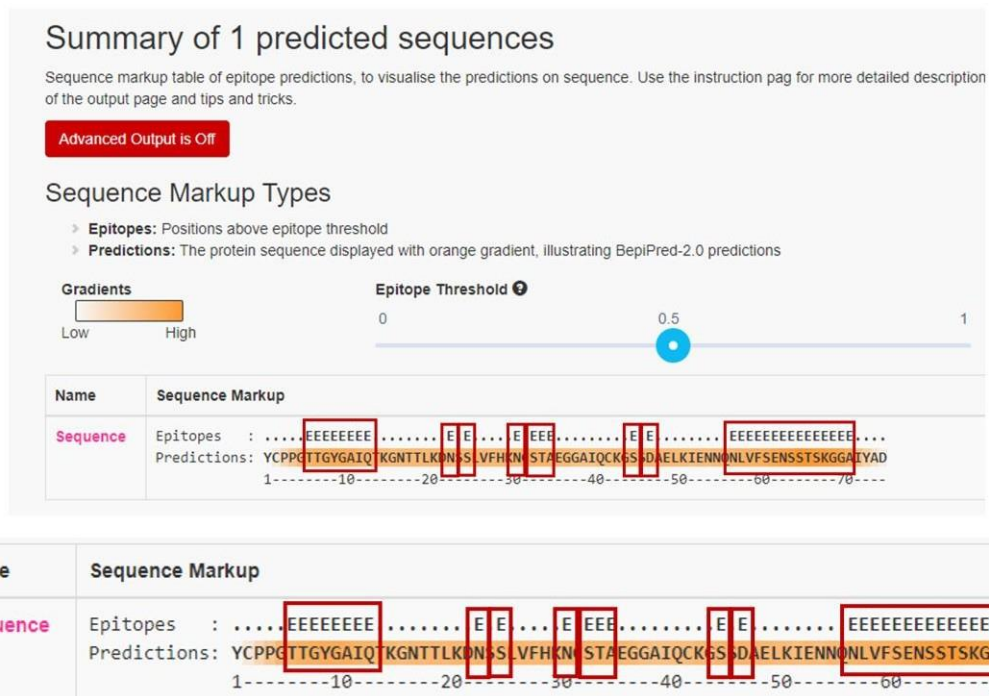 Summary of 1 predicted sequences
Sequence markup table of epitope predictions, to visualise the predictions on sequence. Use the instruction pag for more detailed description
of the output page and tips and tricks.
Advanced Output is Off
Sequence Markup Types
Epitopes: Positions above epitope threshold
Predictions: The protein sequence displayed with orange gradient, illustrating BepiPred-2.0 predictions
Gradients
Low High
Epitope Threshold
0 0.5 1
Name Sequence Markup
Sequence Epitopes : .....EEEEEEEE ....... E E.....E EEE.........E E ........ EEEEEEEEEEEEEEE....
Predictions: YCPPGTTGYGAIQTKGNTTLKDNSSLVFHKN STAEGGAIQCKGSSDAELKIENNQNLVFSENSSTSKGGAIYAD
1--------10--------20--------30--------40--------50--------60--------70----
e Sequence Markup
uence Epitopes : .....EEEEEEEE ....... E E.....E EEE.........E E ........ EEEEEEEEEEEEE
Predictions: YCPPGTTGYGAIQTKGNTTLKDNSSLVFHKN STAEGGAIQCKGSSDAELKIENNQNLVFSENSSTSKG
1--------10--------20--------30--------40--------50--------60--------